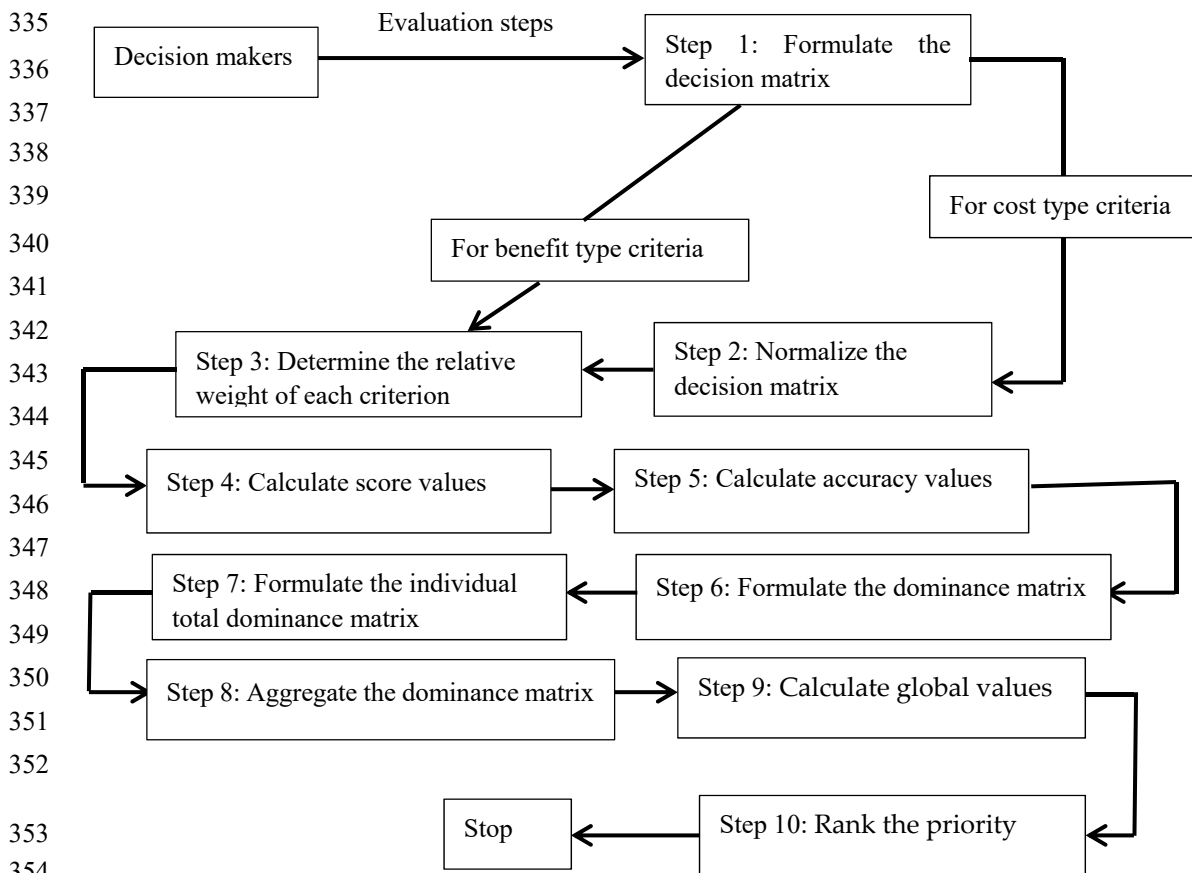 335
Evaluation steps
336
Decision makers
Step 1: Formulate the
decision matrix
337
338
339
For cost type criteria
340
For benefit type criteria
341
342
Step 3: Determine the relative
weight of each criterion
Step 2: Normalize the
decision matrix
343
344
345
Step 4: Calculate score values
Step 5: Calculate accuracy values
346
347
Step 7: Formulate the individual
total dominance matrix
348
Step 6: Formulate the dominance matrix
349
350
Step 8: Aggregate the dominance matrix
Step 9: Calculate global values
351
352
353
Stop
Step 10: Rank the priority
354